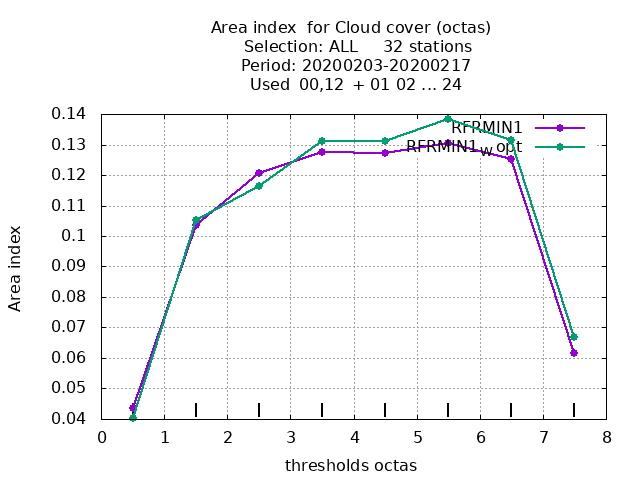 Area index  for Cloud cover (octas)
Selection: ALL     32 stations
Period: 20200203-20200217
Used  00,12  + 01 02 ... 24
RFRMIN1
RFRMIN1wopt
0.14
0.13
0.12
0.11
0.1
0.09
0.08
0.07
0.06
0.05
0.04
Area index
0 1 2 3 4 5 6 7 8
thresholds octas